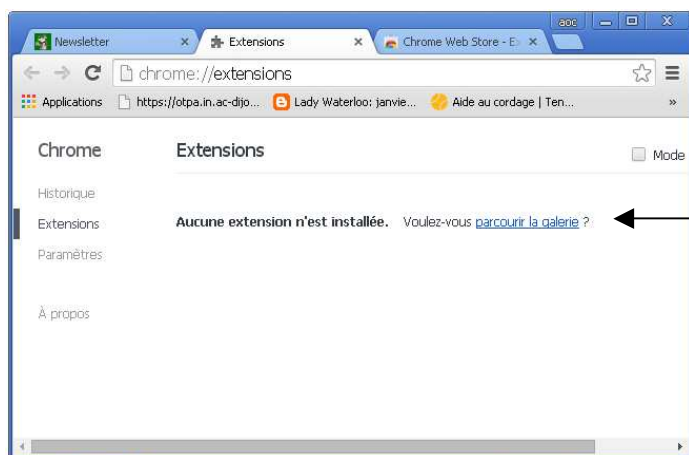 aoc
Newsletter
Extensions
Chrome Web Store - E
chrome://extensions
Applications
https://otpa.in.ac-dijo...
Lady Waterloo: janvie...
Aide au cordage | Ten...
»
Chrome
Extensions
Mode
Historique
Extensions
Aucune extension n'est installée. Voulez-vous parcourir la galerie ?
Paramètres
À propos